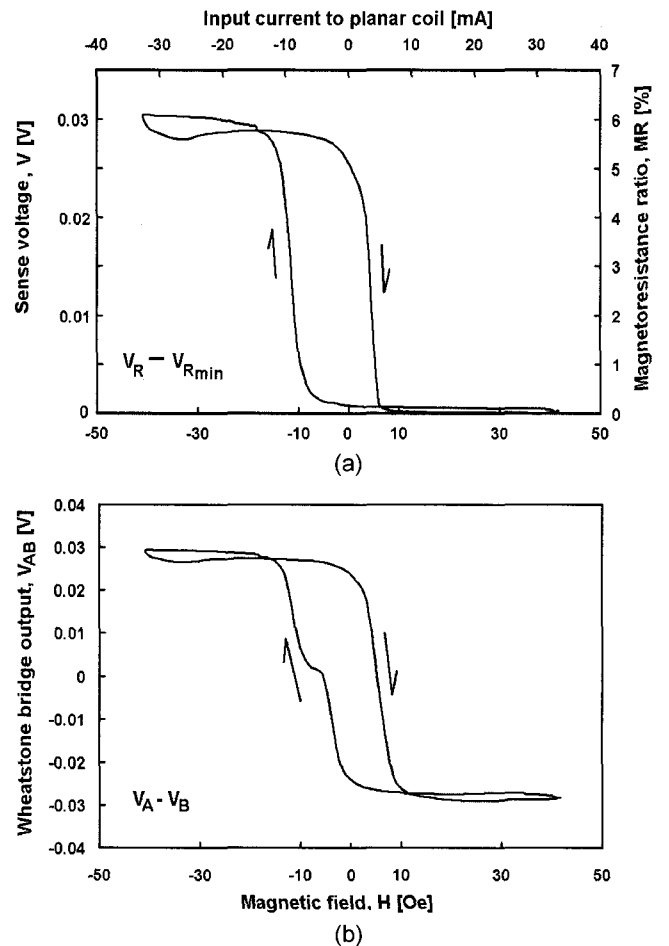 Input current to planar coil [mA]
-40 -30 -20 -10 0 10 20 30 40
Sense voltage, V [V]
0.03
0.02
0.01
0
7
6
5
4
3
2
1
0
Magnetoresistance ratio, MR [%]
V_R − V_Rmin
-50 -30 -10 0 10 30 50
(a)
Wheatstone bridge output, V_AB [V]
0.04
0.03
0.02
0.01
0
-0.01
-0.02
-0.03
-0.04
V_A - V_B
-50 -30 -10 0 10 30 50
Magnetic field, H [Oe]
(b)